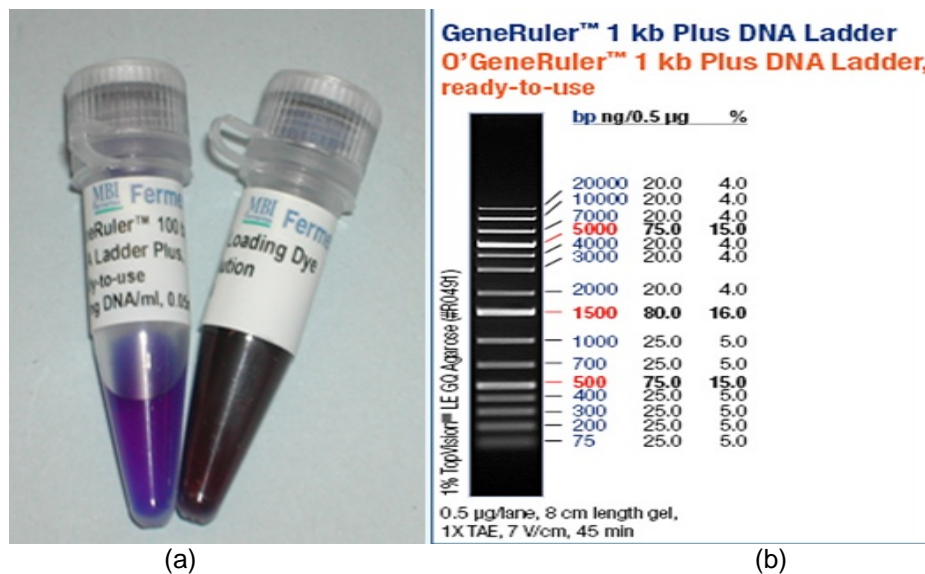 MBI
Ferme
eRuler™ 100 b
A Ladder Plus,
dy-to-use
g DNA/ml, 0.05
MBI
Ferme
Loading Dye
ution
GeneRuler™ 1 kb Plus DNA Ladder
O'GeneRuler™ 1 kb Plus DNA Ladder,
ready-to-use
bp ng/0.5 µg %
20000 20.0 4.0
10000 20.0 4.0
7000 20.0 4.0
5000 75.0 15.0
4000 20.0 4.0
3000 20.0 4.0
2000 20.0 4.0
1500 80.0 16.0
1000 25.0 5.0
700 25.0 5.0
500 75.0 15.0
400 25.0 5.0
300 25.0 5.0
200 25.0 5.0
75 25.0 5.0
1% TopVision™ LE GQ Agarose (#R0491)
0.5 µg/lane, 8 cm length gel,
1X TAE, 7 V/cm, 45 min
(a)
(b)